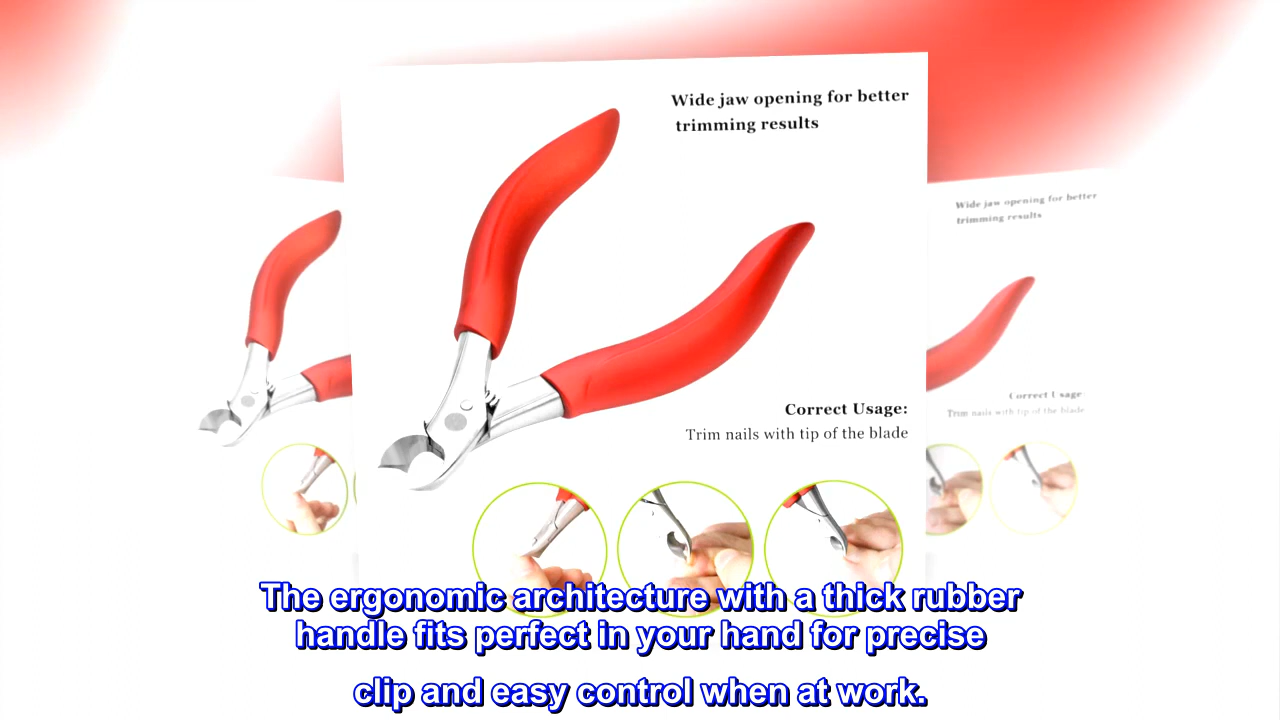 Wide jaw opening for better
trimming results
Wide jaw opening for better
trimming results
Correct Usage:
Trim nails with tip of the blade
Correct Usage
Trim nails with tip of the blade
The ergonomic architecture with a thick rubber
handle fits perfect in your hand for precise
clip and easy control when at work.